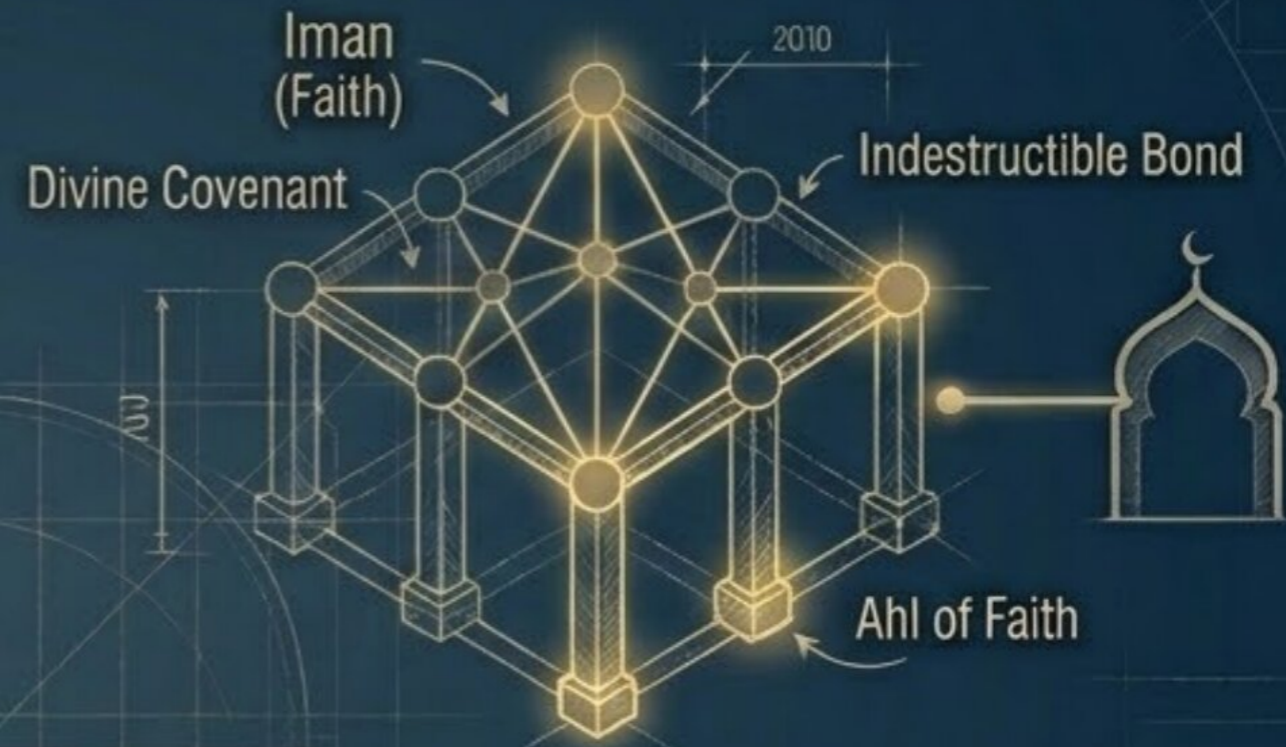 Iman
(Faith)
2010
Divine Covenant
Indestructible Bond
Ahl of Faith